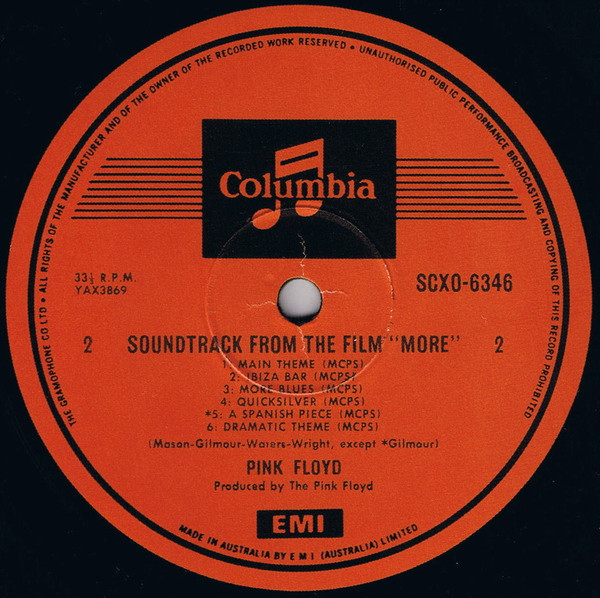 THE GRAMOPHONE CO LTD • ALL RIGHTS OF THE MANUFACTURER AND OF THE OWNER OF THE RECORDED WORK RESERVED • UNAUTHORISED PUBLIC PERFORMANCE BROADCASTING AND COPYING OF THIS RECORD PROHIBITED
Columbia
33⅓ R.P.M.
YAX3869
SCXO-6346
2 SOUNDTRACK FROM THE FILM "MORE" 2
1: MAIN THEME (MCPS)
2: IBIZA BAR (MCPS)
3: MORE BLUES (MCPS)
4: QUICKSILVER (MCPS)
*5: A SPANISH PIECE (MCPS)
6: DRAMATIC THEME (MCPS)
(Mason-Gilmour-Waters-Wright, except *Gilmour)
PINK FLOYD
Produced by The Pink Floyd
EMI
MADE IN AUSTRALIA BY E M I (AUSTRALIA) LIMITED